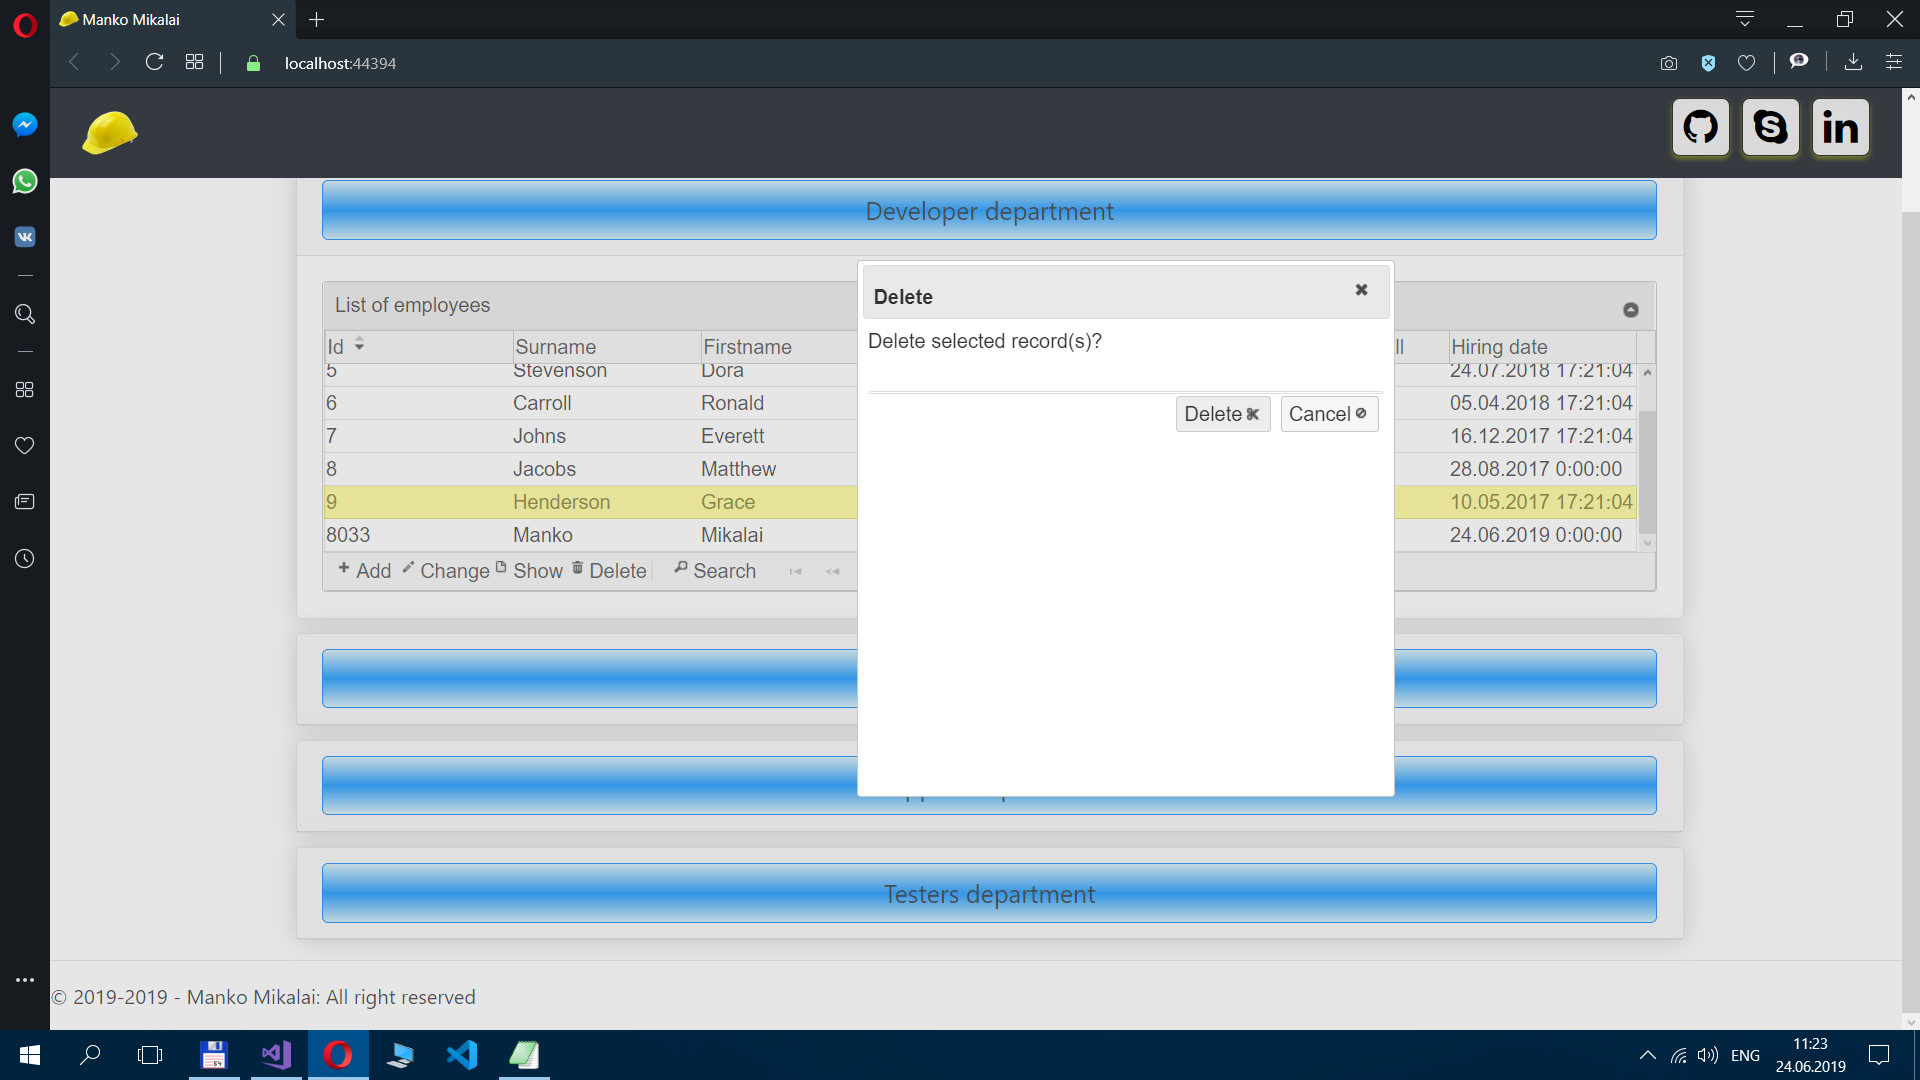 Manko Mikalai
localhost:44394
Developer department
List of employees
Id Surname Firstname ll Hiring date
5 Stevenson Dora 24.07.2018 17:21:04
6 Carroll Ronald 05.04.2018 17:21:04
7 Johns Everett 16.12.2017 17:21:04
8 Jacobs Matthew 28.08.2017 0:00:00
9 Henderson Grace 10.05.2017 17:21:04
8033 Manko Mikalai 24.06.2019 0:00:00
Add Change Show Delete Search
Delete
Delete selected record(s)?
Delete Cancel
Testers department
© 2019-2019 - Manko Mikalai: All right reserved
ENG
11:23
24.06.2019